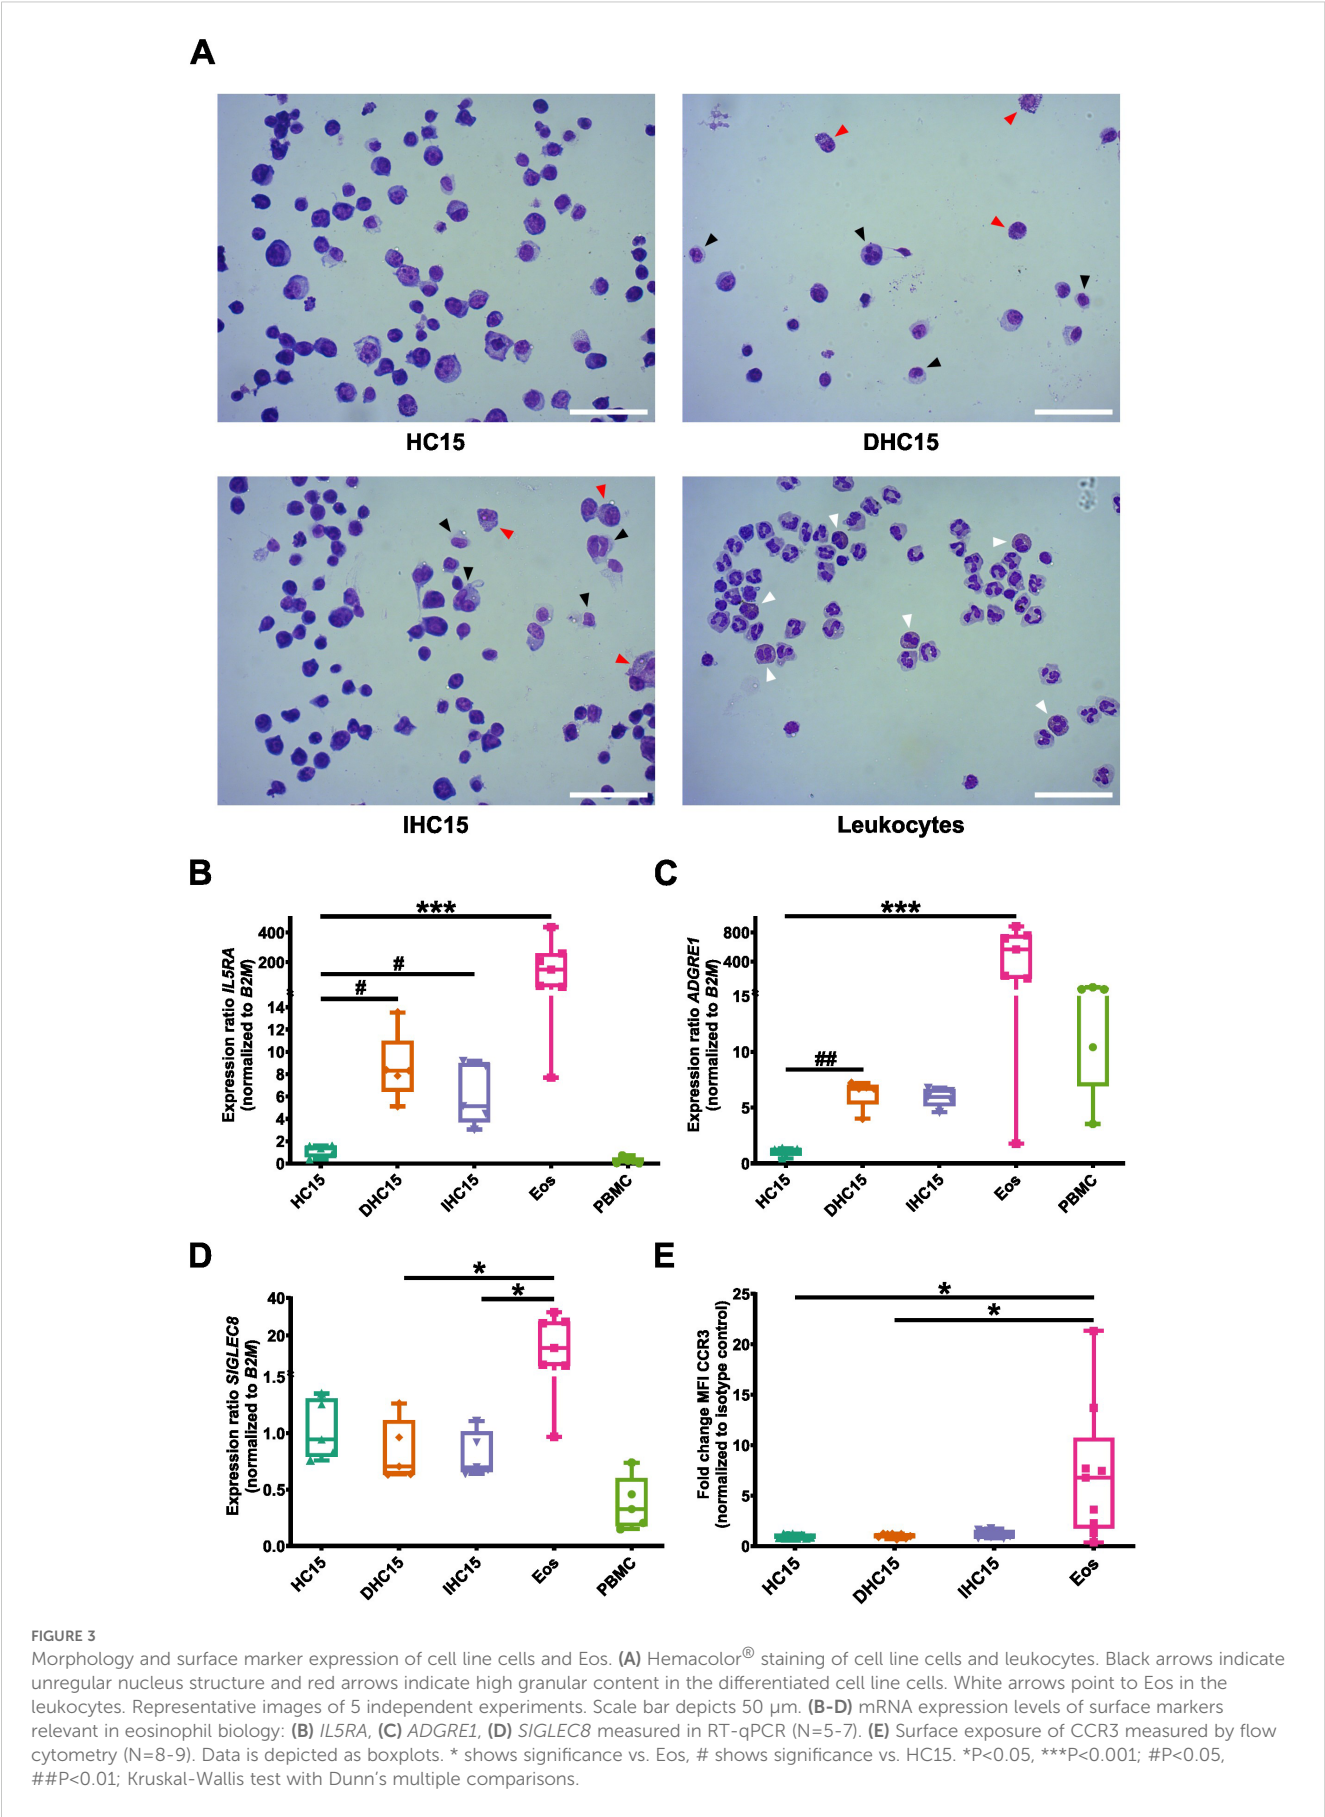 A
HC15
DHC15
IHC15
Leukocytes
B
Expression ratio IL5RA
(normalized to B2M)
400
200
14
12
10
8
6
4
2
0
***
#
#
HC15
DHC15
IHC15
Eos
PBMC
C
Expression ratio ADGRE1
(normalized to B2M)
800
400
15
10
5
0
***
##
HC15
DHC15
IHC15
Eos
PBMC
D
Expression ratio SIGLEC8
(normalized to B2M)
40
20
1.5
1.0
0.5
0.0
*
*
HC15
DHC15
IHC15
Eos
PBMC
E
Fold change MFI CCR3
(normalized to isotype control)
25
20
15
10
5
0
*
*
HC15
DHC15
IHC15
Eos
FIGURE 3
Morphology and surface marker expression of cell line cells and Eos. (A) Hemacolor® staining of cell line cells and leukocytes. Black arrows indicate
unregular nucleus structure and red arrows indicate high granular content in the differentiated cell line cells. White arrows point to Eos in the
leukocytes. Representative images of 5 independent experiments. Scale bar depicts 50 µm. (B-D) mRNA expression levels of surface markers
relevant in eosinophil biology: (B) IL5RA, (C) ADGRE1, (D) SIGLEC8 measured in RT-qPCR (N=5-7). (E) Surface exposure of CCR3 measured by flow
cytometry (N=8-9). Data is depicted as boxplots. * shows significance vs. Eos, # shows significance vs. HC15. *P<0.05, ***P<0.001; #P<0.05,
##P<0.01; Kruskal-Wallis test with Dunn’s multiple comparisons.